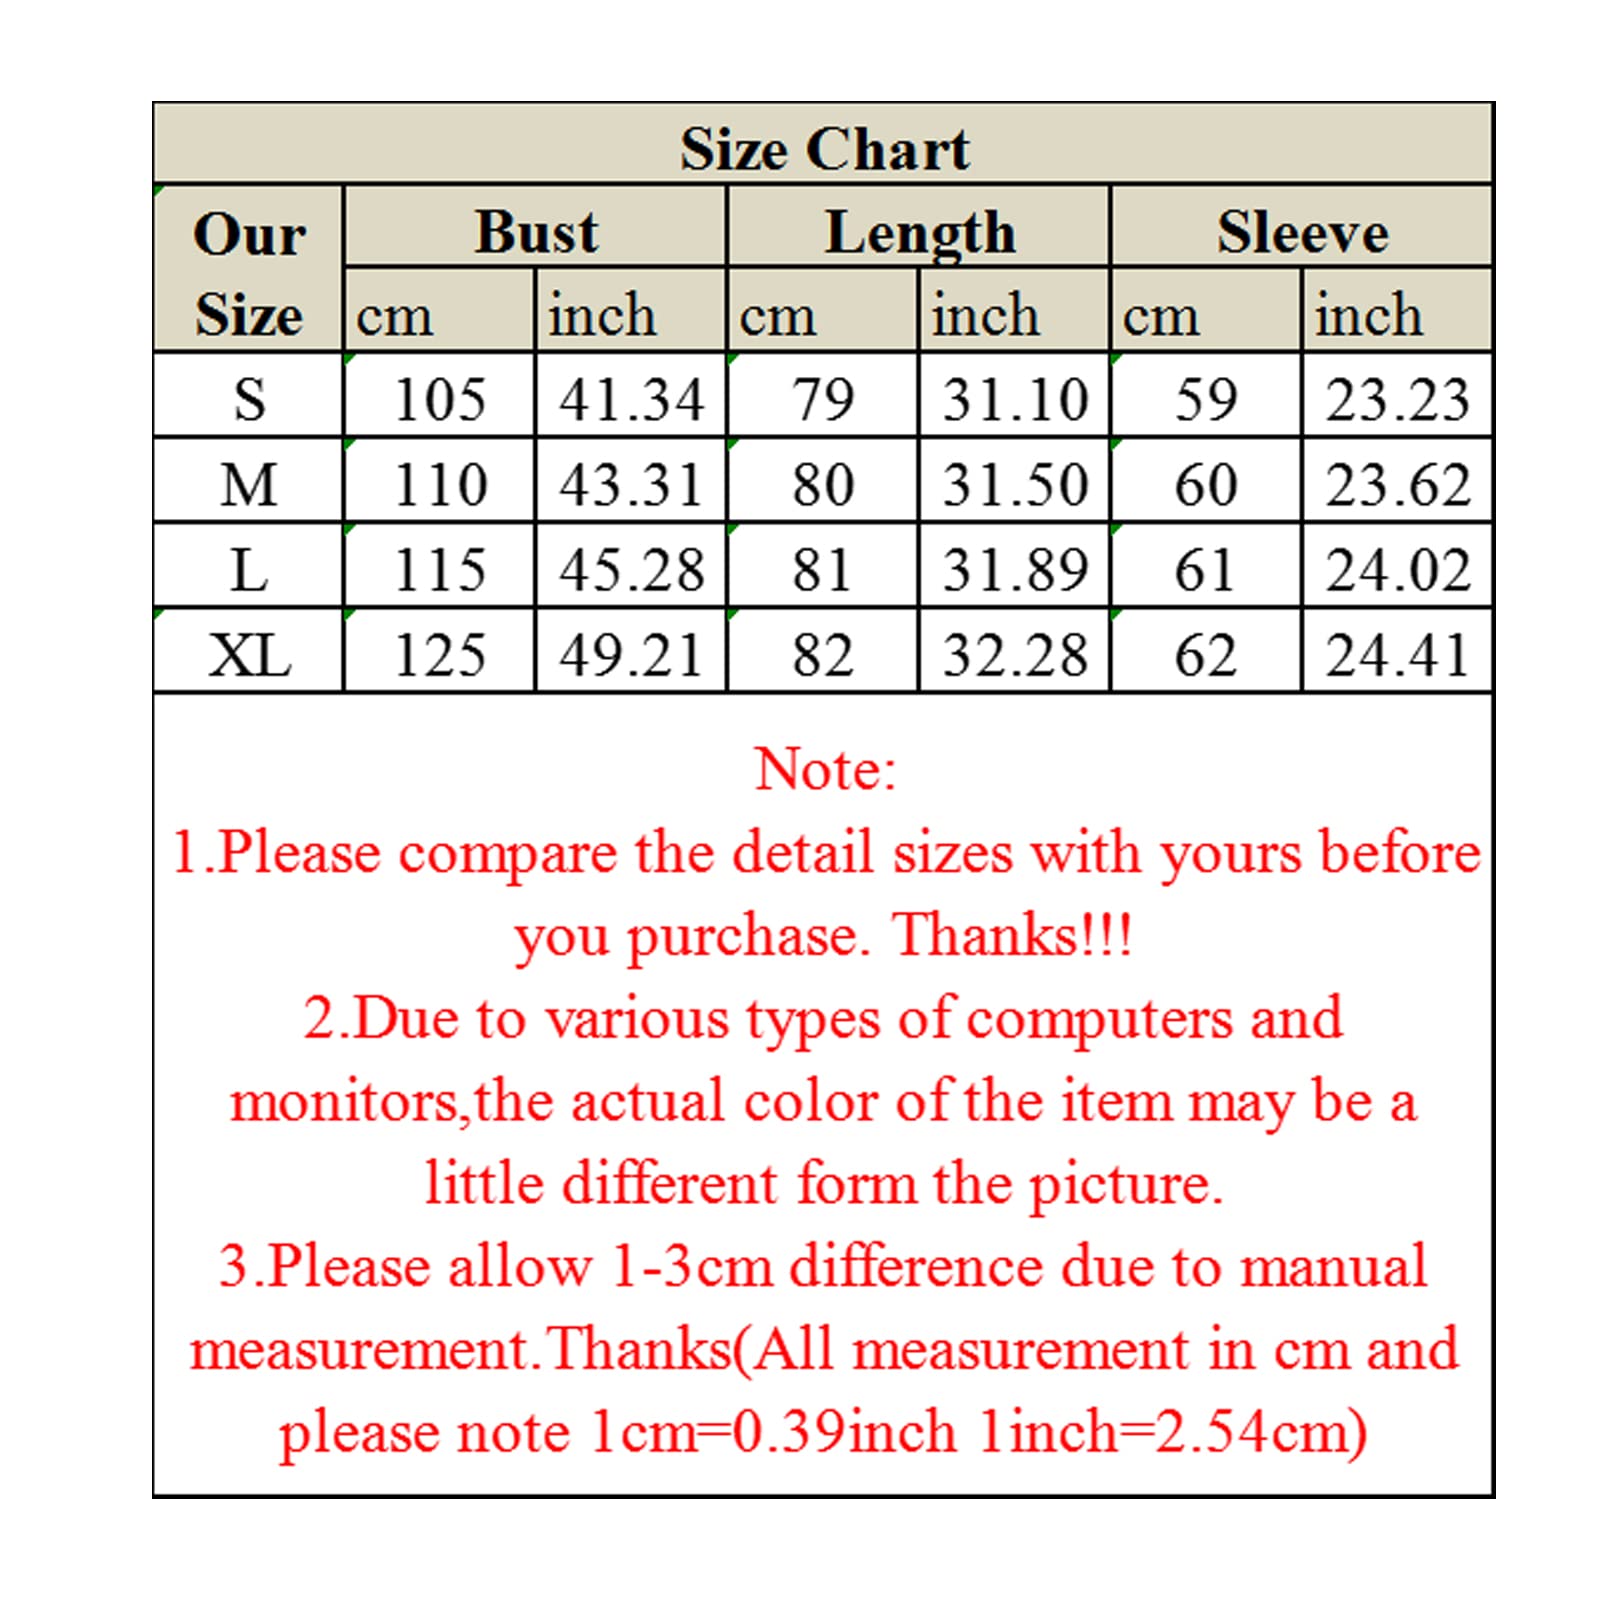 Size Chart
Our Size Bust Length Sleeve
cm inch cm inch cm inch
S 105 41.34 79 31.10 59 23.23
M 110 43.31 80 31.50 60 23.62
L 115 45.28 81 31.89 61 24.02
XL 125 49.21 82 32.28 62 24.41
Note:
1.Please compare the detail sizes with yours before
you purchase. Thanks!!!
2.Due to various types of computers and
monitors,the actual color of the item may be a
little different form the picture.
3.Please allow 1-3cm difference due to manual
measurement.Thanks(All measurement in cm and
please note 1cm=0.39inch 1inch=2.54cm)